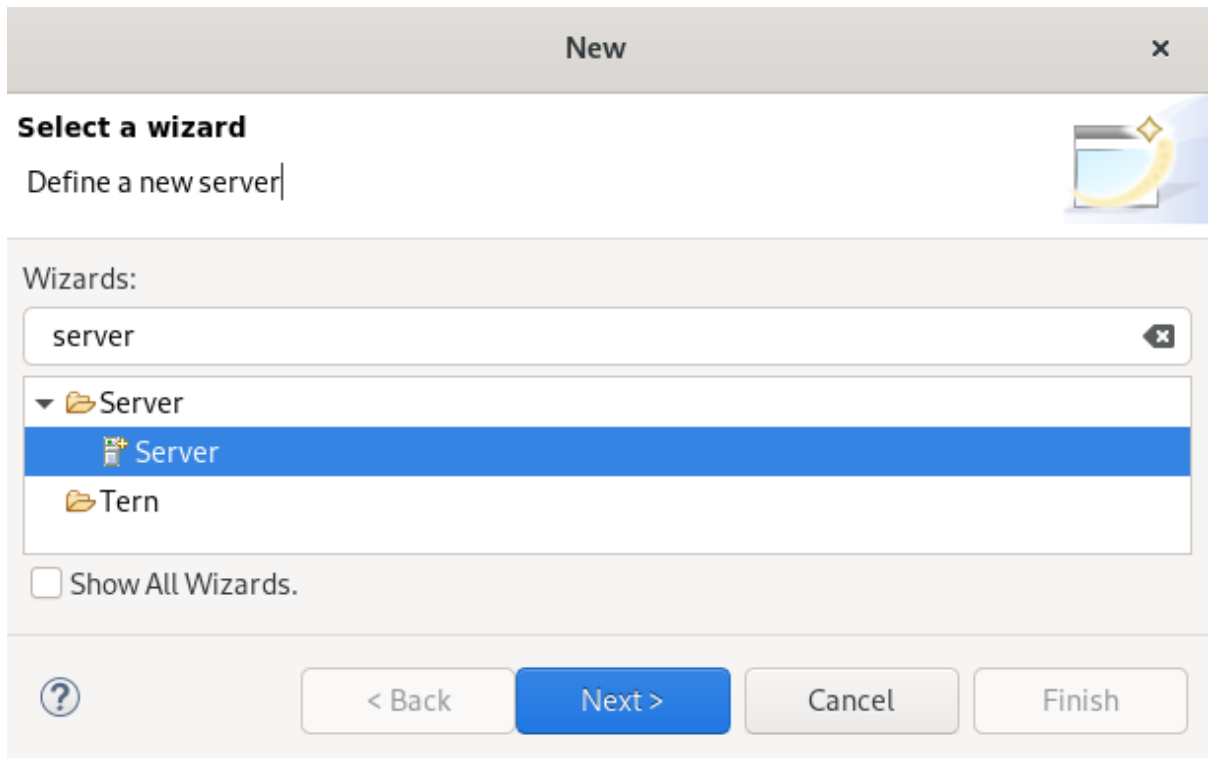 New
Select a wizard
Define a new server
Wizards:
server
Server
Server
Tern
Show All Wizards.
< Back Next > Cancel Finish